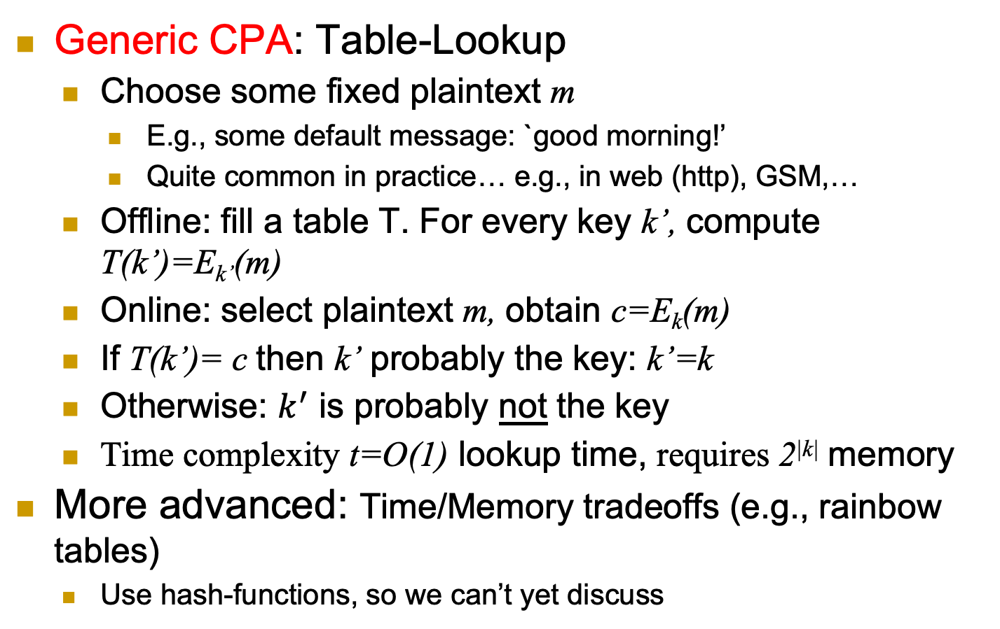 Generic CPA: Table-Lookup
Choose some fixed plaintext m
E.g., some default message: `good morning!’
Quite common in practice… e.g., in web (http), GSM,…
Offline: fill a table T. For every key k’, compute
T(k’)=Eₖ’(m)
Online: select plaintext m, obtain c=Eₖ(m)
If T(k’)= c then k’ probably the key: k’=k
Otherwise: k′ is probably not the key
Time complexity t=O(1) lookup time, requires 2^|k| memory
More advanced: Time/Memory tradeoffs (e.g., rainbow
tables)
Use hash-functions, so we can’t yet discuss